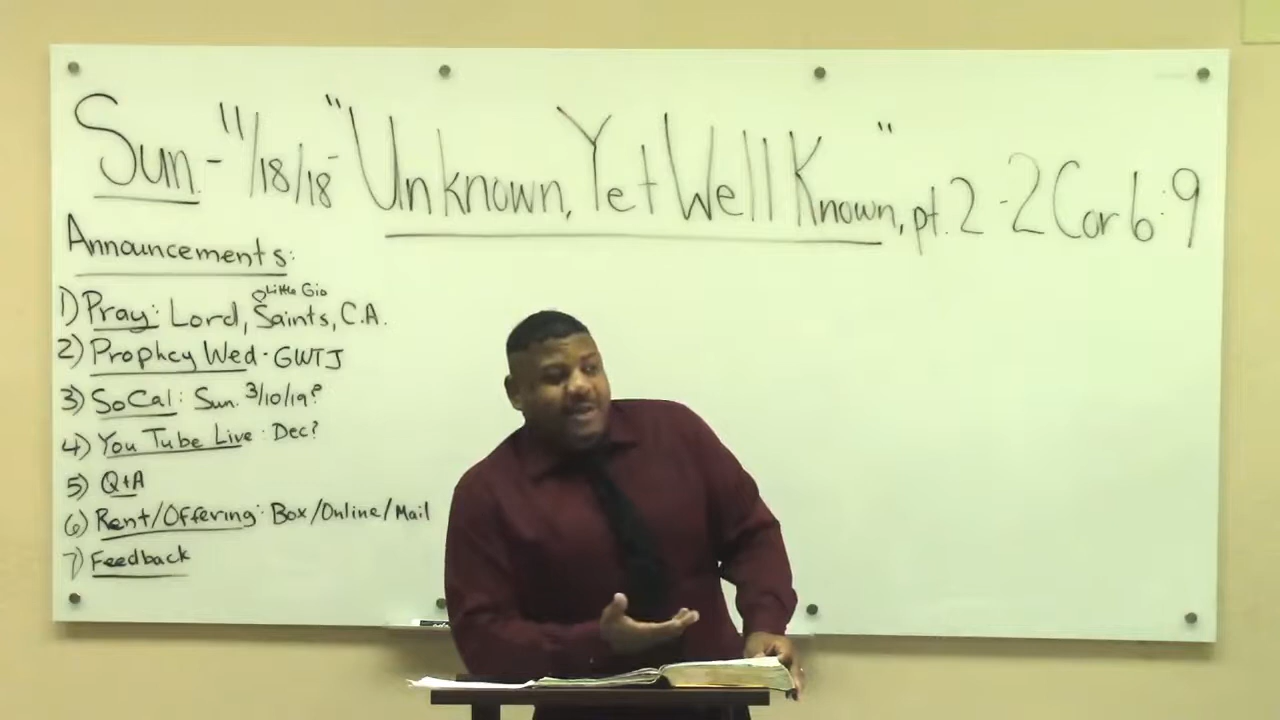 Sun. - 11/18/18 - "Unknown, Yet Well Known", pt. 2 - 2 Cor 6:9
Announcements:
Little Gio
1) Pray: Lord, Saints, C.A.
2) Prophcy Wed - GWTJ
3) SoCal: Sun. 3/10/19?
4) You Tube Live: Dec?
5) Q+A
6) Rent/Offering: Box/Online/Mail
7) Feedback